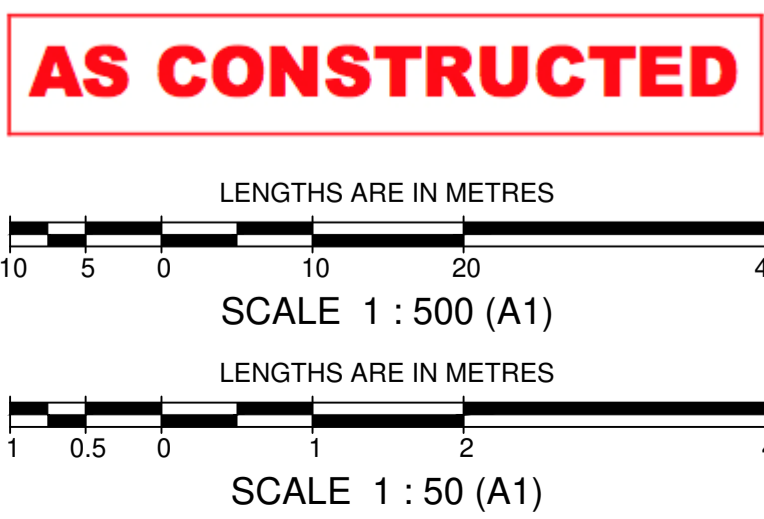 AS CONSTRUCTED
LENGTHS ARE IN METRES
10 5 0 10 20
SCALE 1 : 500 (A1)
LENGTHS ARE IN METRES
1 0.5 0 1 2
SCALE 1 : 50 (A1)